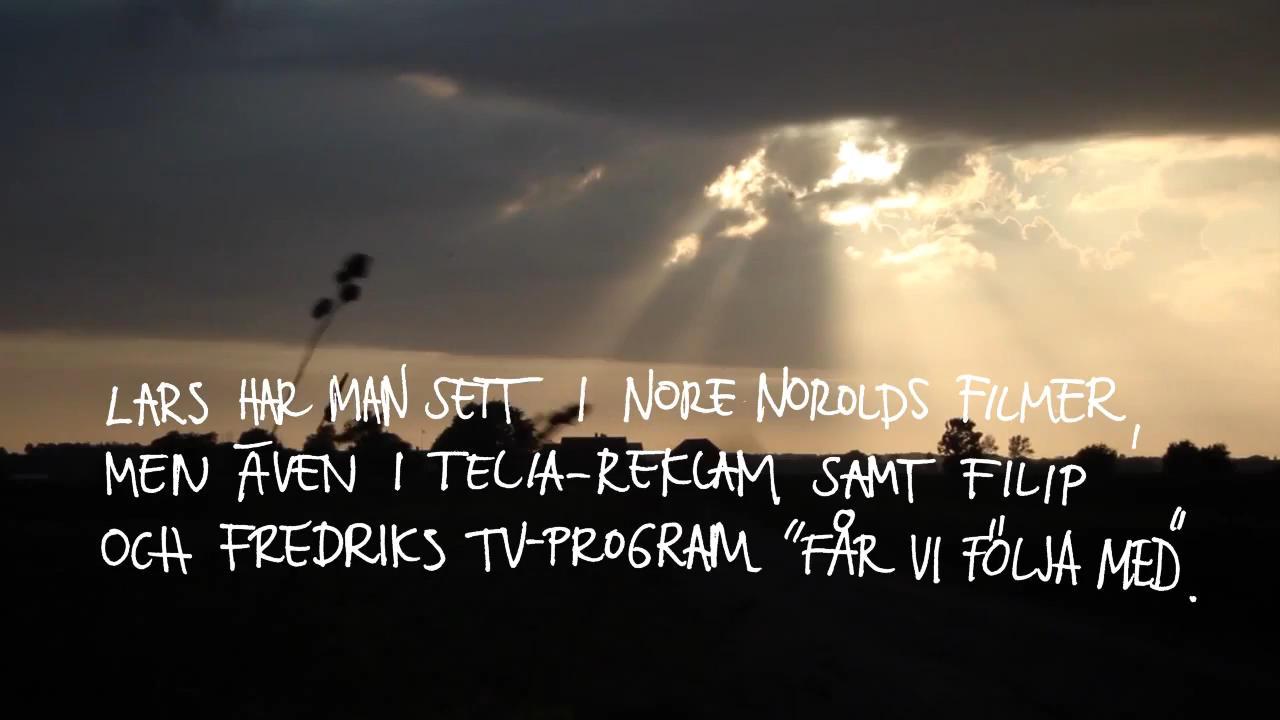 LARS HAR MAN SETT I NORE NOROLDS FILMER,
MEN ÄVEN I TELIA-REKLAM SAMT FILIP
OCH FREDRIKS TV-PROGRAM "FÅR VI FÖLJA MED".